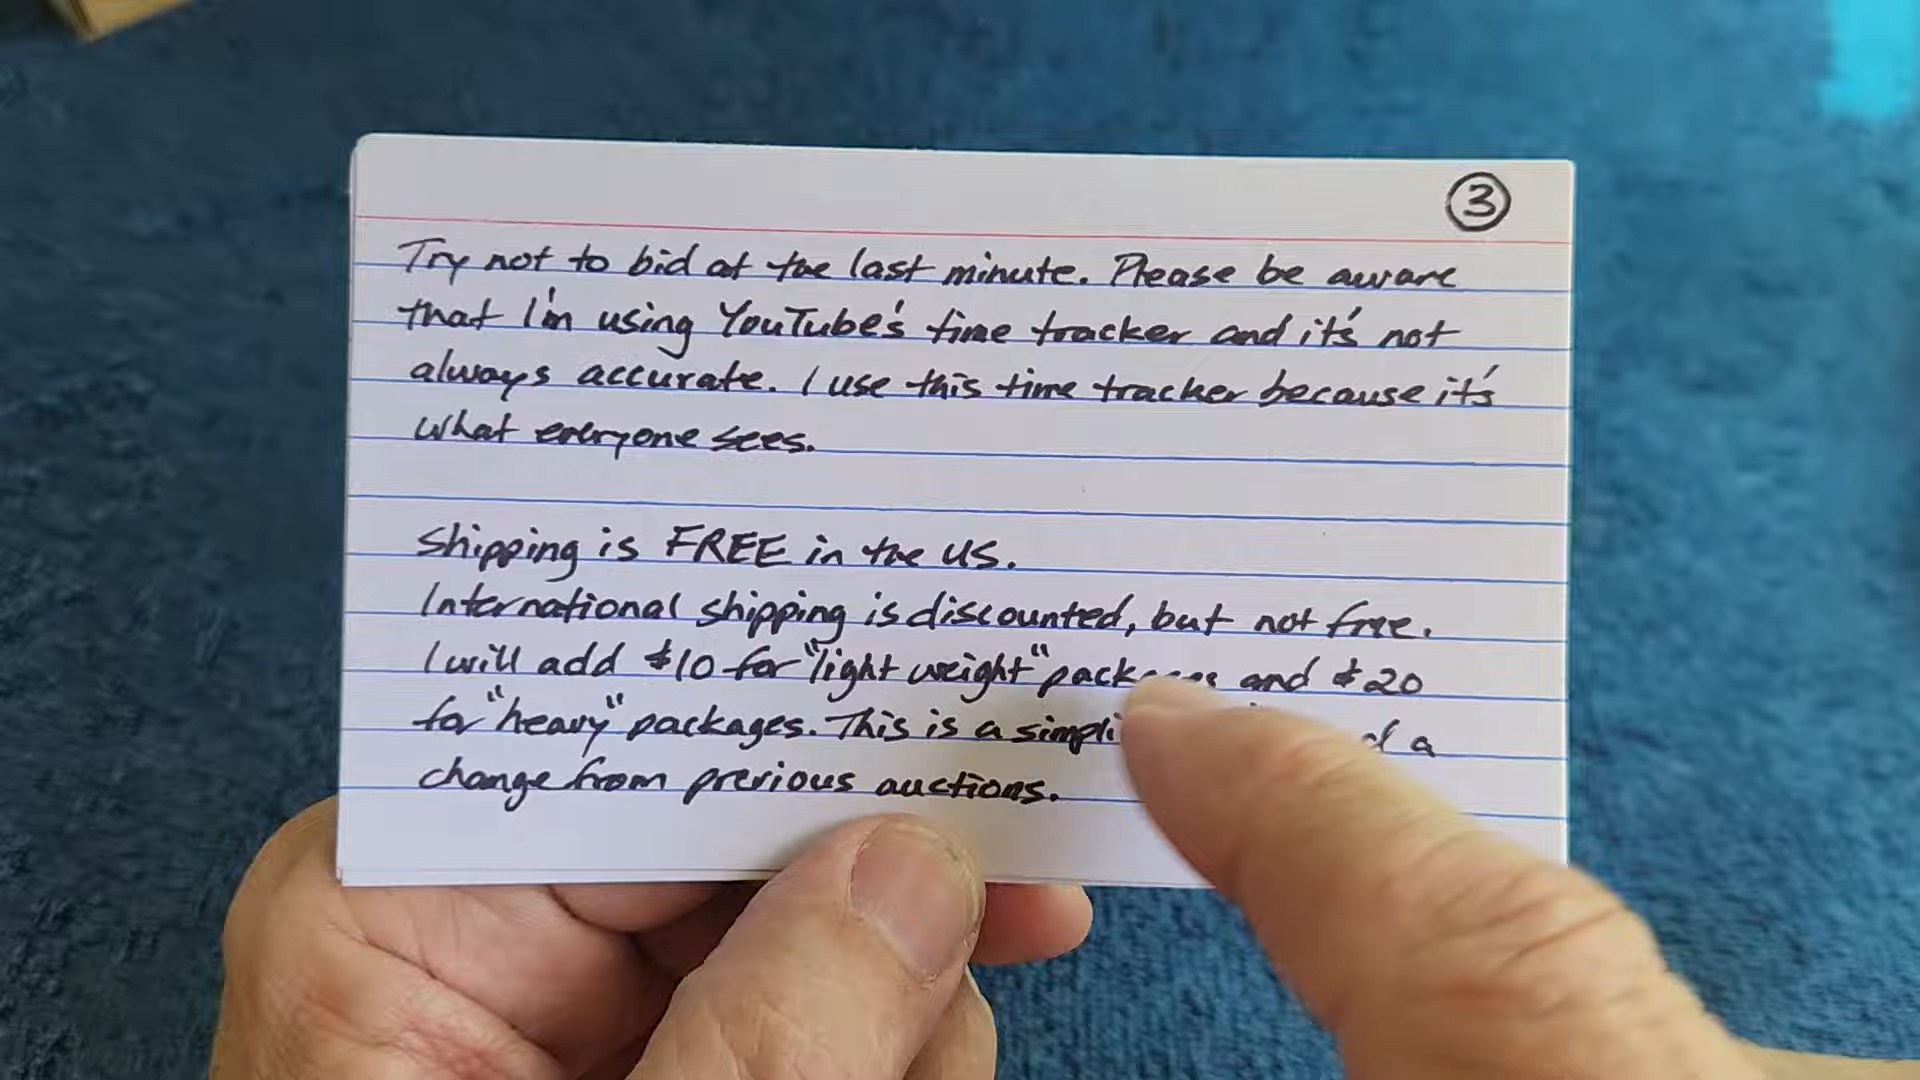 3
Try not to bid at the last minute. Please be aware
that I'm using YouTube's time tracker and it's not
always accurate. I use this time tracker because it's
what everyone sees.
Shipping is FREE in the US.
International shipping is discounted, but not free.
I will add $10 for "light weight" packages and $20
for "heavy" packages. This is a a
change from previous auctions.